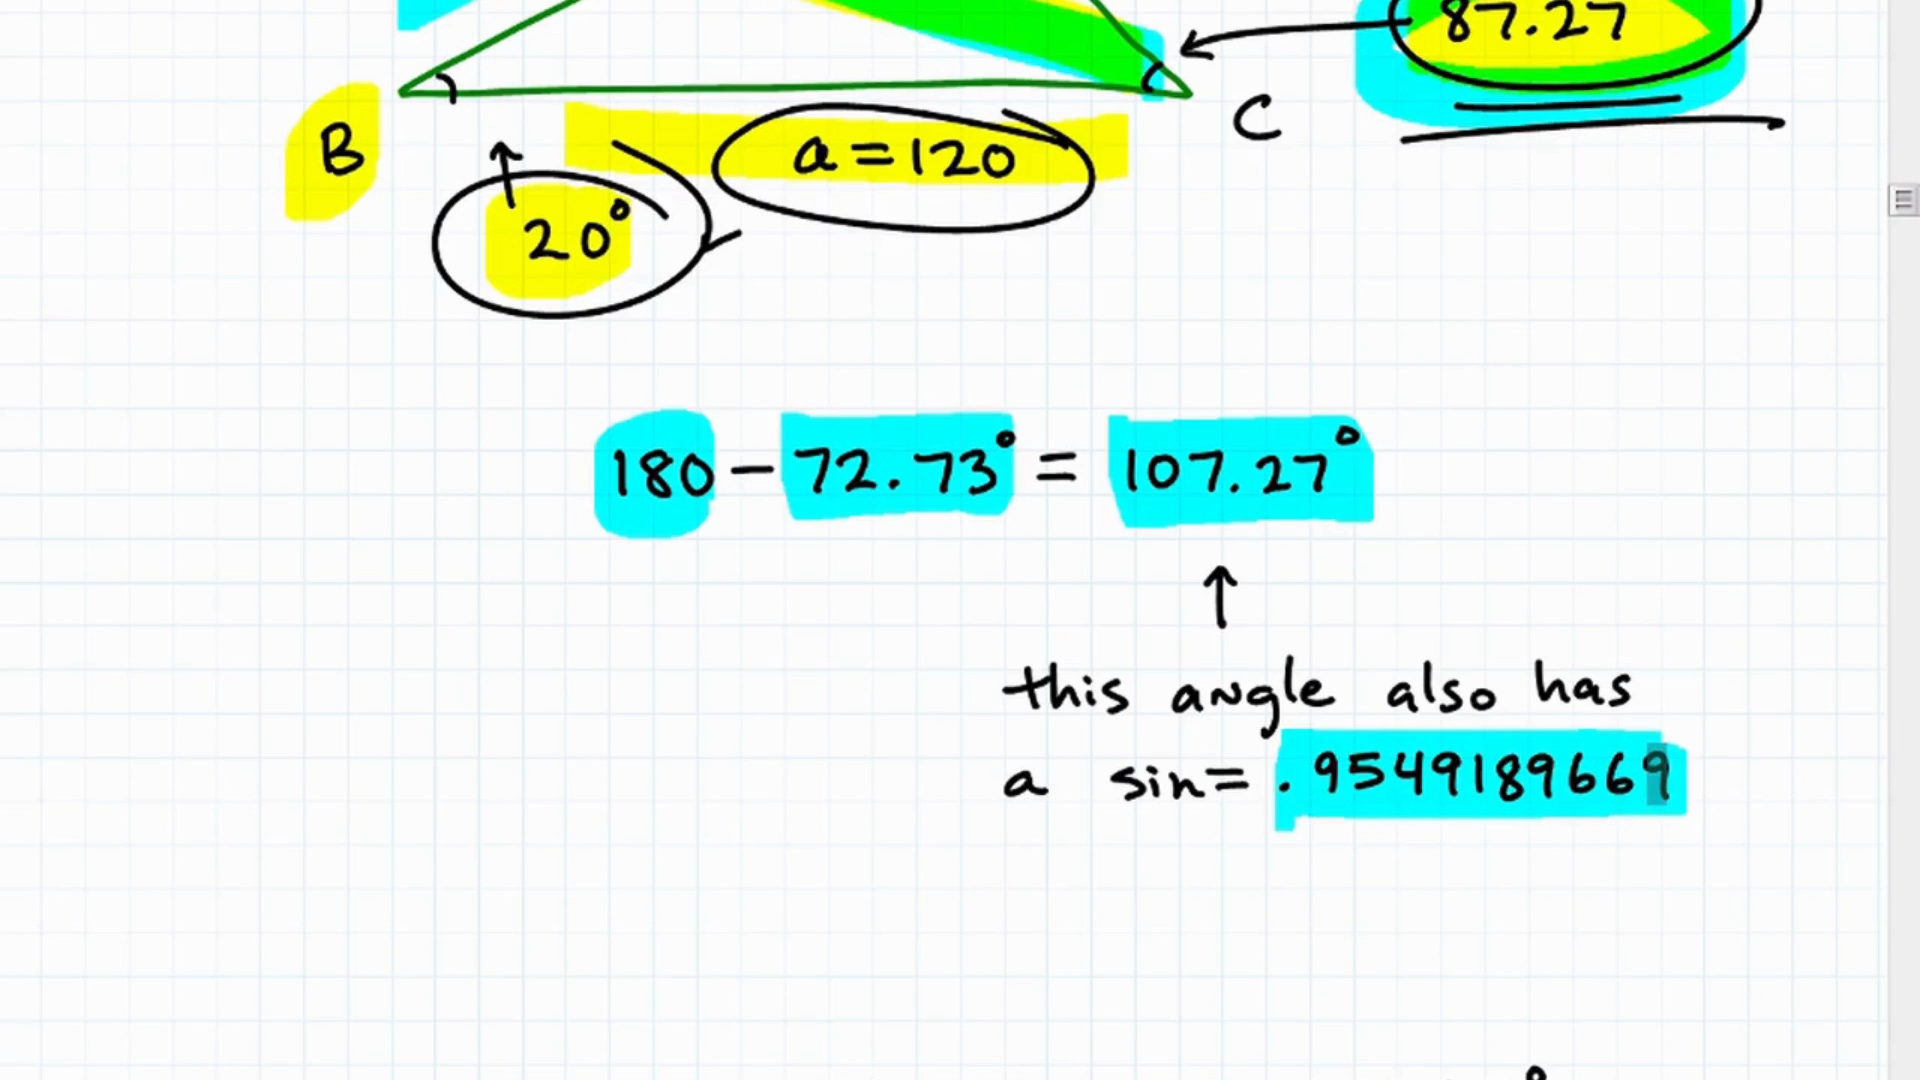 87.27
C
B
a = 120
20°
180 - 72.73° = 107.27°
↑
this angle also has
a sin = .9549189669